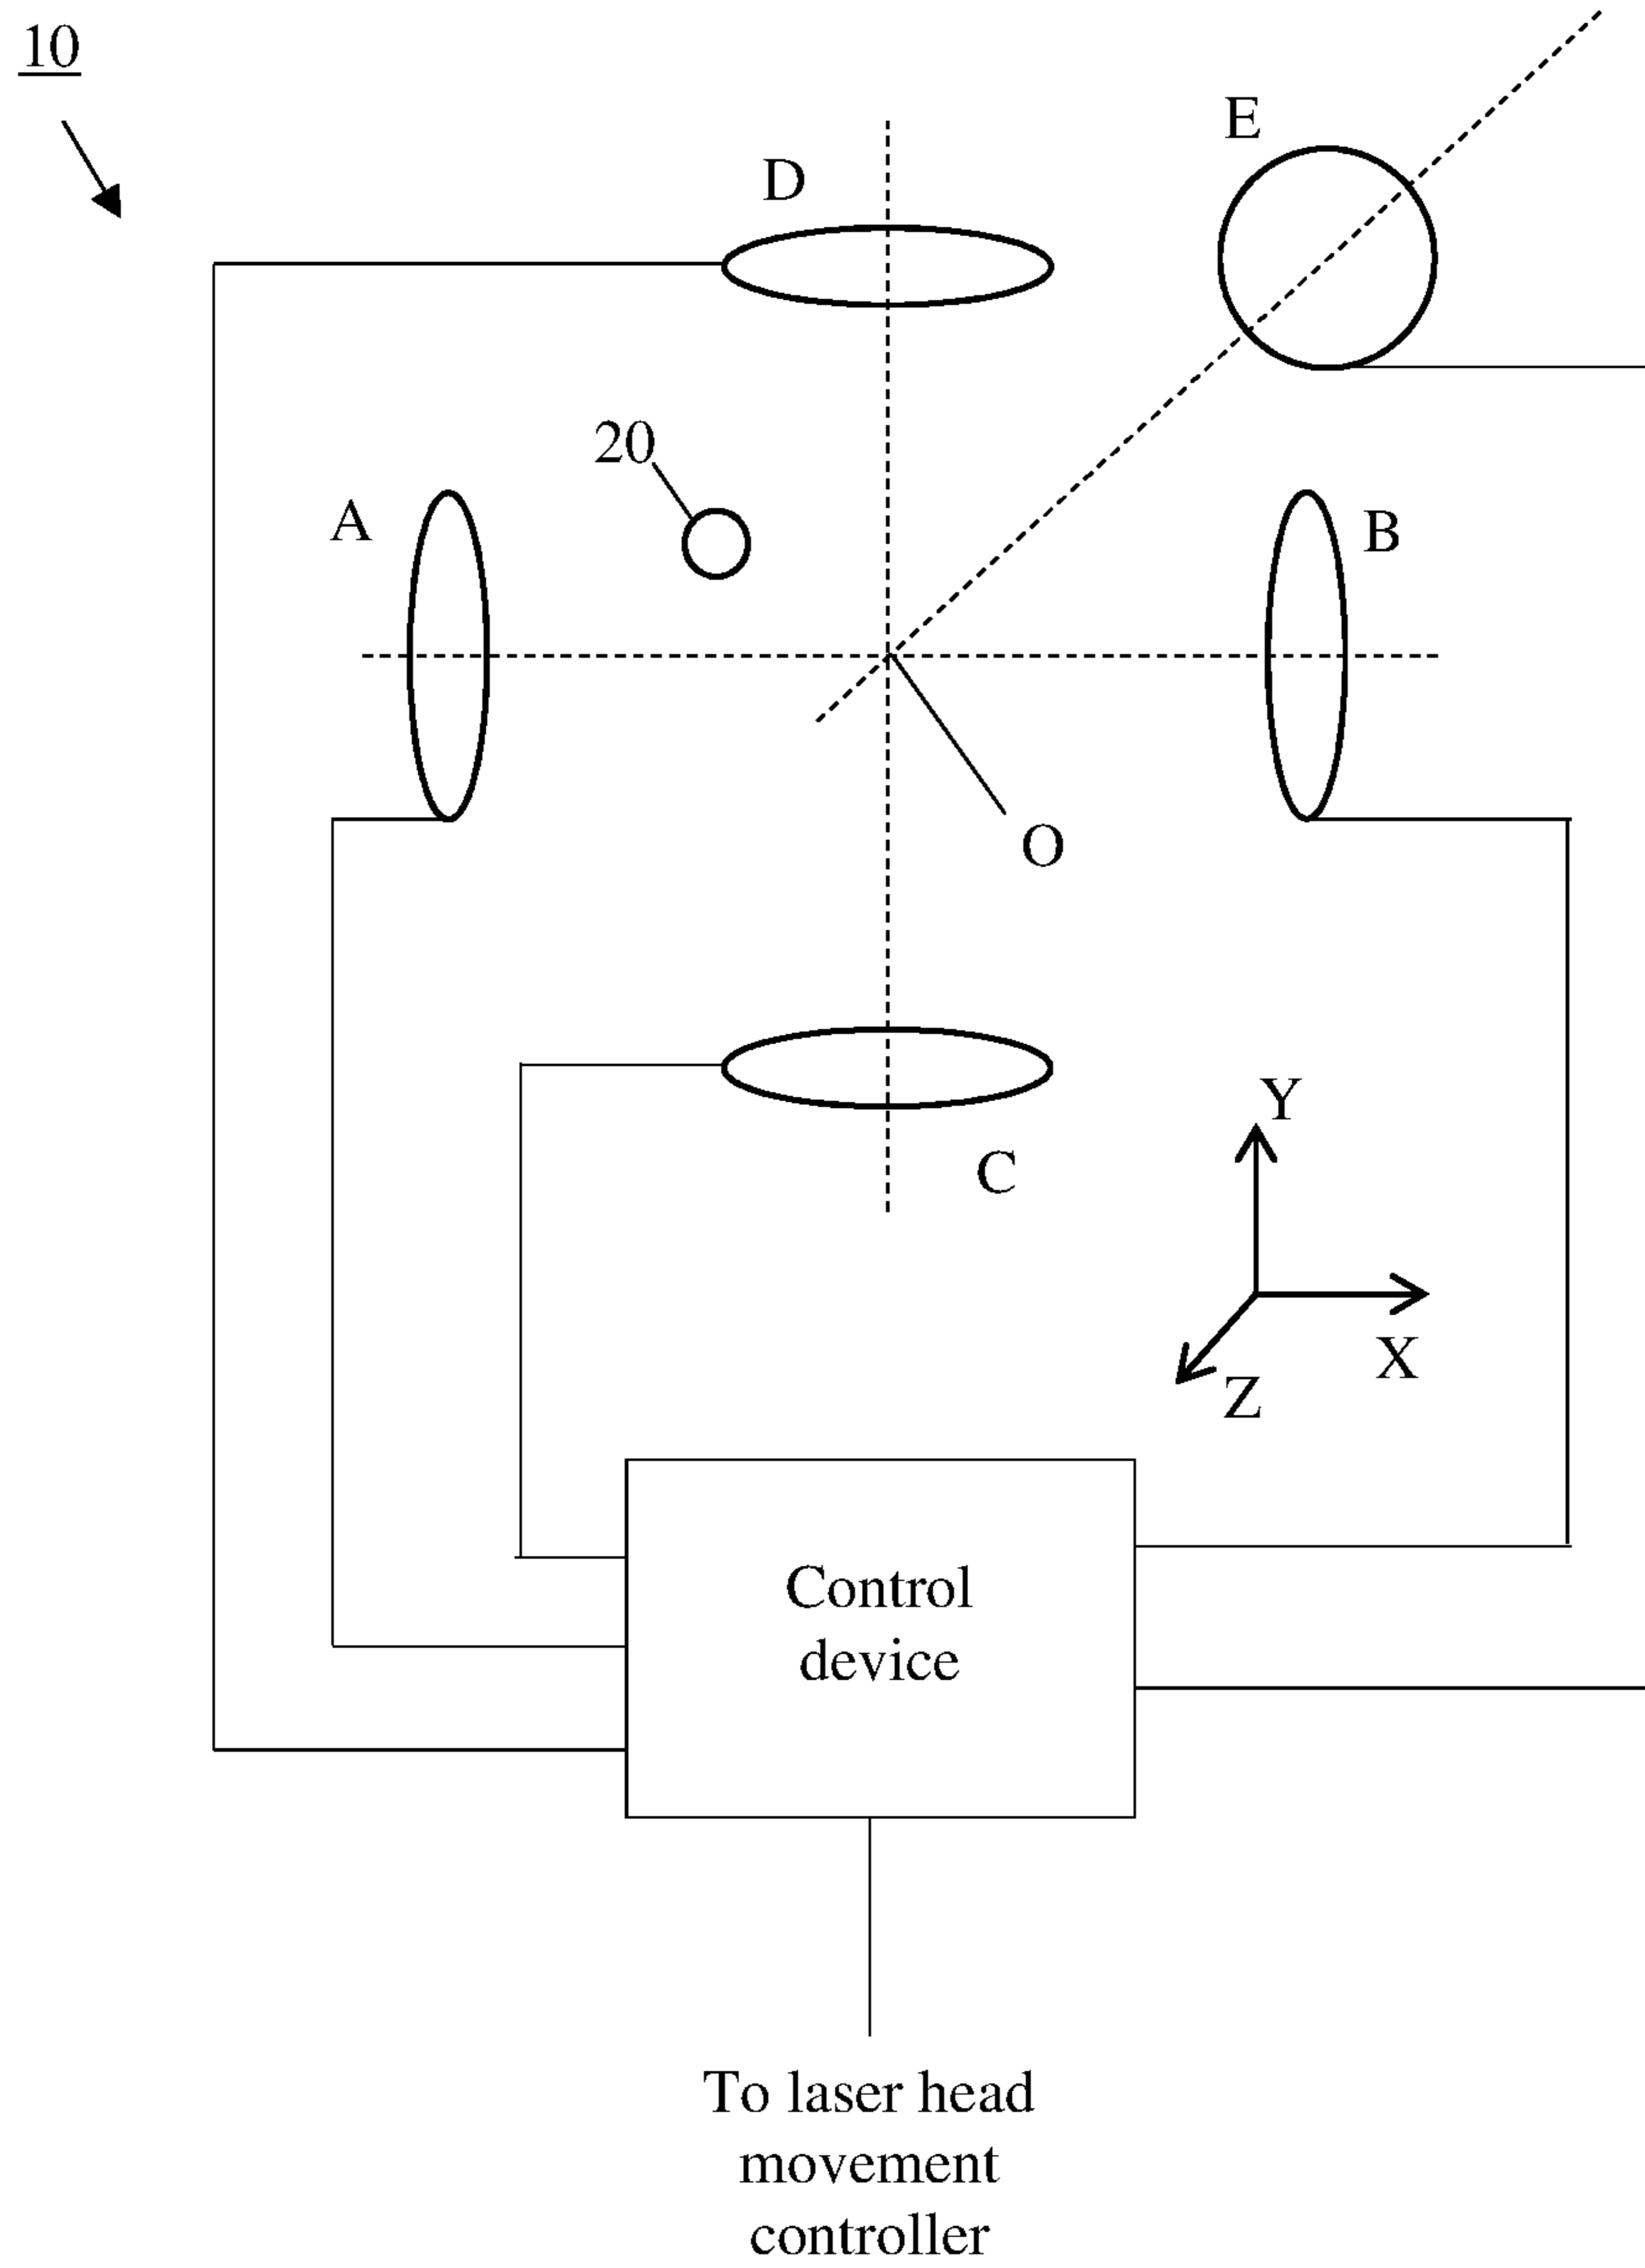 10
E
D
20
A
B
O
Y
C
X
Z
Control
device
To laser head
movement
controller